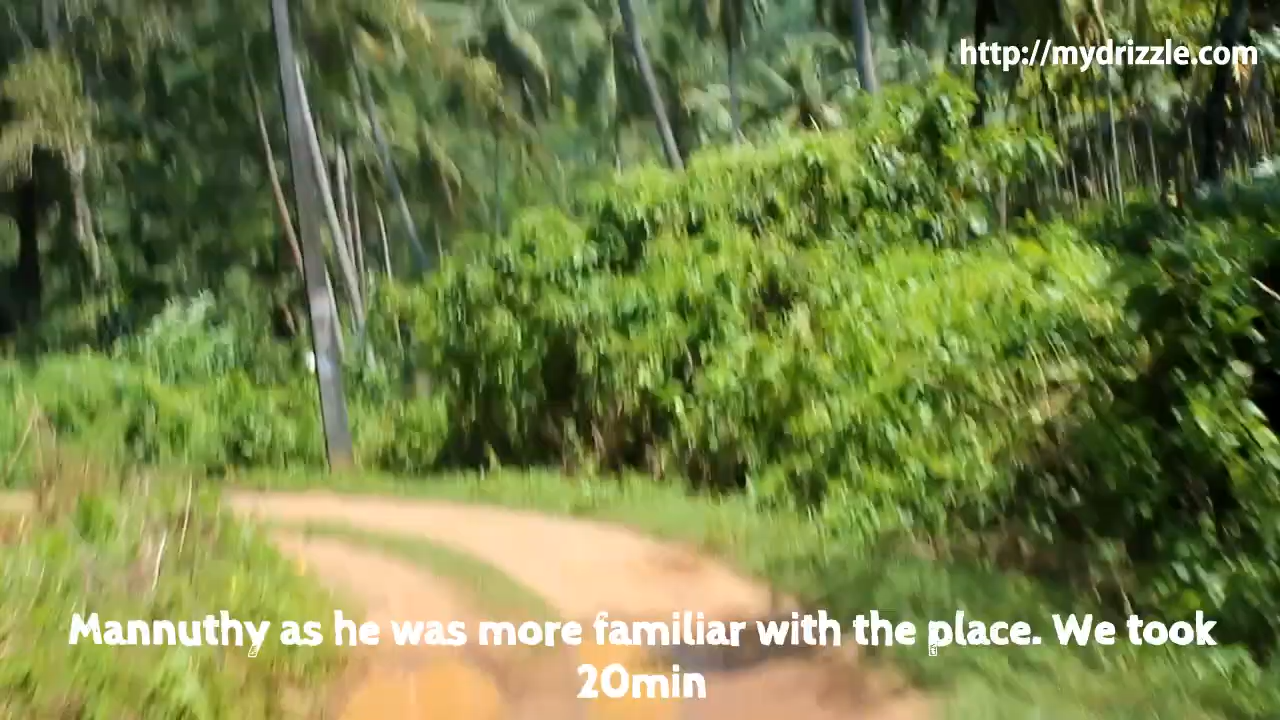 http://mydrizzle.com
Mannuthy as he was more familiar with the place. We took
20min